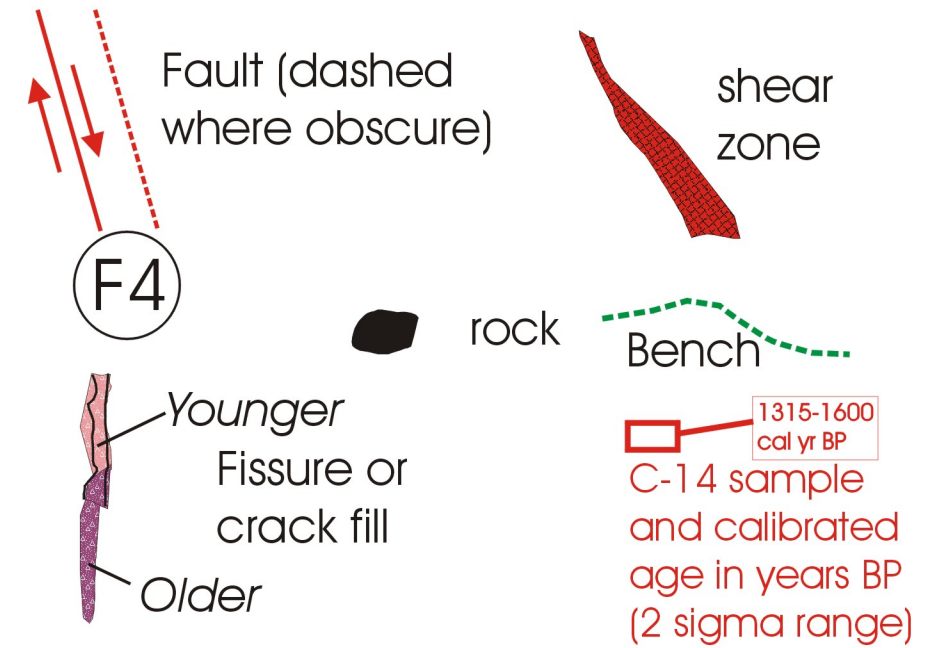 Fault (dashed
where obscure)
shear
zone
F4
rock
Bench
Younger
Fissure or
crack fill
Older
1315-1600
cal yr BP
C-14 sample
and calibrated
age in years BP
(2 sigma range)